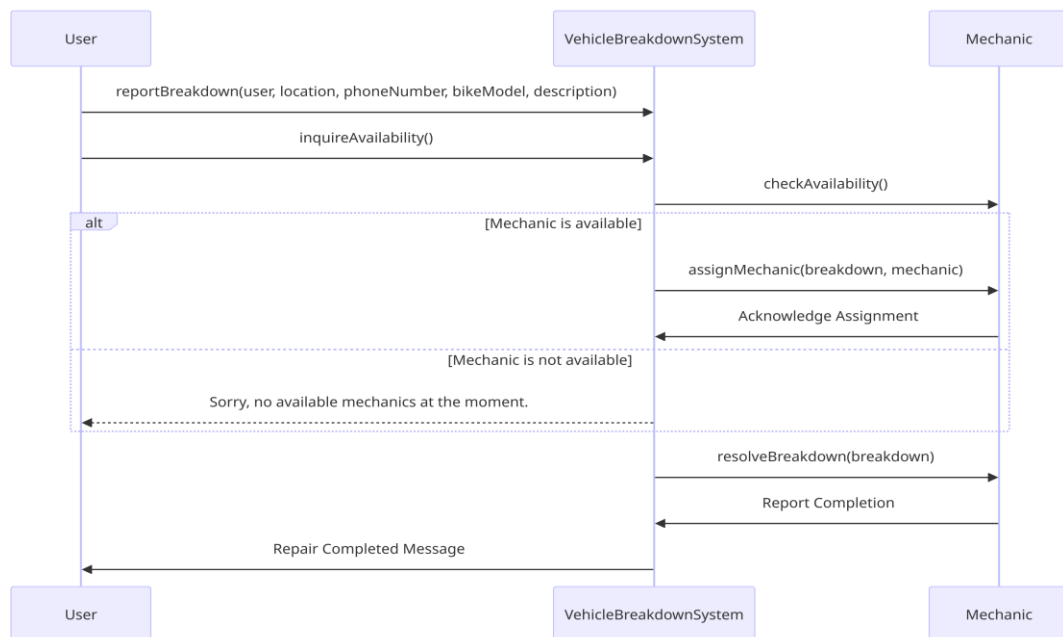 User VehicleBreakdownSystem Mechanic
reportBreakdown(user, location, phoneNumber, bikeModel, description)
inquireAvailability()
checkAvailability()
alt [Mechanic is available]
assignMechanic(breakdown, mechanic)
Acknowledge Assignment
[Mechanic is not available]
Sorry, no available mechanics at the moment.
resolveBreakdown(breakdown)
Report Completion
Repair Completed Message
User VehicleBreakdownSystem Mechanic